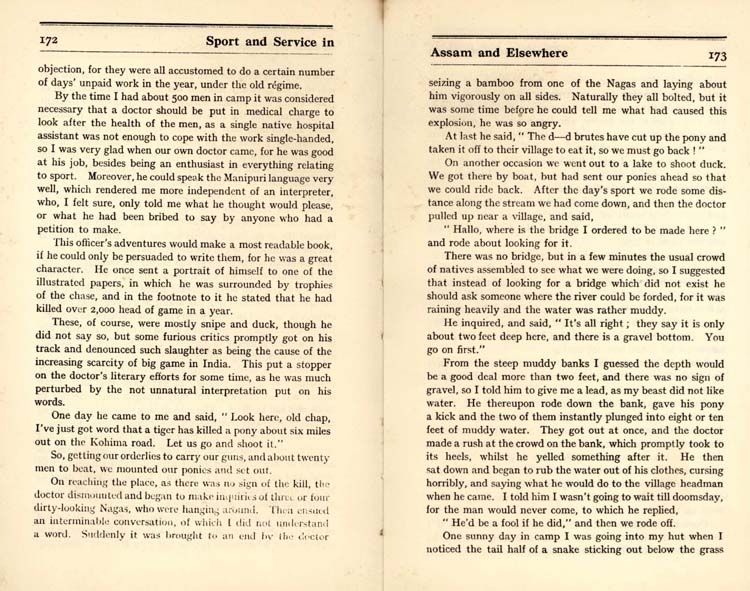 172 Sport and Service in
objection, for they were all accustomed to do a certain number
of days' unpaid work in the year, under the old régime.
By the time I had about 500 men in camp it was considered
necessary that a doctor should be put in medical charge to
look after the health of the men, as a single native hospital
assistant was not enough to cope with the work single-handed,
so I was very glad when our own doctor came, for he was good
at his job, besides being an enthusiast in everything relating
to sport. Moreover, he could speak the Manipuri language very
well, which rendered me more independent of an interpreter,
who, I felt sure, only told me what he thought would please,
or what he had been bribed to say by anyone who had a
petition to make.
This officer's adventures would make a most readable book,
if he could only be persuaded to write them, for he was a great
character. He once sent a portrait of himself to one of the
illustrated papers, in which he was surrounded by trophies
of the chase, and in the footnote to it he stated that he had
killed over 2,000 head of game in a year.
These, of course, were mostly snipe and duck, though he
did not say so, but some furious critics promptly got on his
track and denounced such slaughter as being the cause of the
increasing scarcity of big game in India. This put a stopper
on the doctor's literary efforts for some time, as he was much
perturbed by the not unnatural interpretation put on his
words.
One day he came to me and said, " Look here, old chap,
I've just got word that a tiger has killed a pony about six miles
out on the Kohima road. Let us go and shoot it."
So, getting our orderlies to carry our guns, and about twenty
men to beat, we mounted our ponies and set out.
On reaching the place, as there was no sign of the kill, the
doctor dismounted and began to make inquiries of three or four
dirty-looking Nagas, who were hanging around. Then ensued
an interminable conversation, of which I did not understand
a word. Suddenly it was brought to an end by the doctor
Assam and Elsewhere 173
seizing a bamboo from one of the Nagas and laying about
him vigorously on all sides. Naturally they all bolted, but it
was some time before he could tell me what had caused this
explosion, he was so angry.
At last he said, " The d—d brutes have cut up the pony and
taken it off to their village to eat it, so we must go back ! "
On another occasion we went out to a lake to shoot duck.
We got there by boat, but had sent our ponies ahead so that
we could ride back. After the day's sport we rode some dis-
tance along the stream we had come down, and then the doctor
pulled up near a village, and said,
" Hallo, where is the bridge I ordered to be made here ? "
and rode about looking for it.
There was no bridge, but in a few minutes the usual crowd
of natives assembled to see what we were doing, so I suggested
that instead of looking for a bridge which did not exist he
should ask someone where the river could be forded, for it was
raining heavily and the water was rather muddy.
He inquired, and said, " It's all right ; they say it is only
about two feet deep here, and there is a gravel bottom. You
go on first."
From the steep muddy banks I guessed the depth would
be a good deal more than two feet, and there was no sign of
gravel, so I told him to give me a lead, as my beast did not like
water. He thereupon rode down the bank, gave his pony
a kick and the two of them instantly plunged into eight or ten
feet of muddy water. They got out at once, and the doctor
made a rush at the crowd on the bank, which promptly took to
its heels, whilst he yelled something after it. He then
sat down and began to rub the water out of his clothes, cursing
horribly, and saying what he would do to the village headman
when he came. I told him I wasn't going to wait till doomsday,
for the man would never come, to which he replied,
" He'd be a fool if he did," and then we rode off.
One sunny day in camp I was going into my hut when I
noticed the tail half of a snake sticking out below the grass